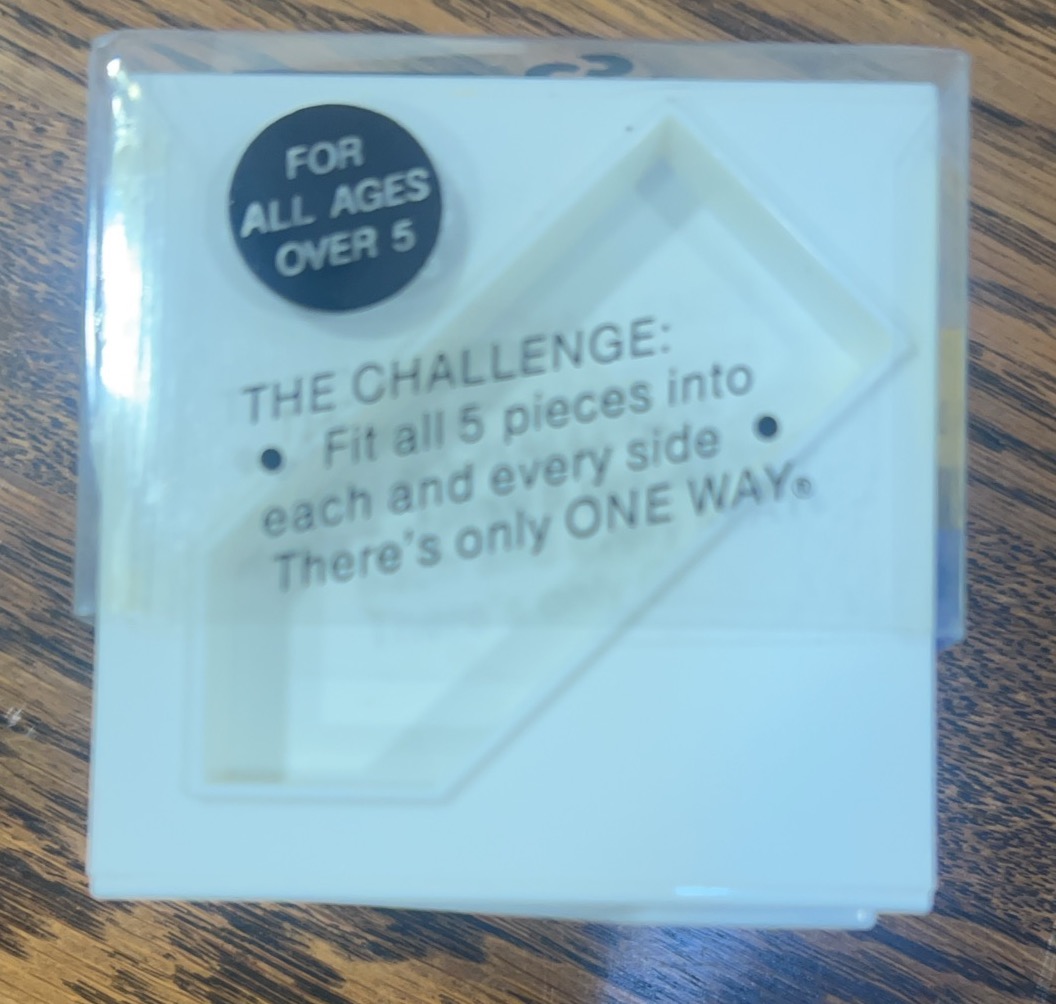 FOR
ALL AGES
OVER 5
THE CHALLENGE:
• Fit all 5 pieces into
each and every side •
There's only ONE WAY®